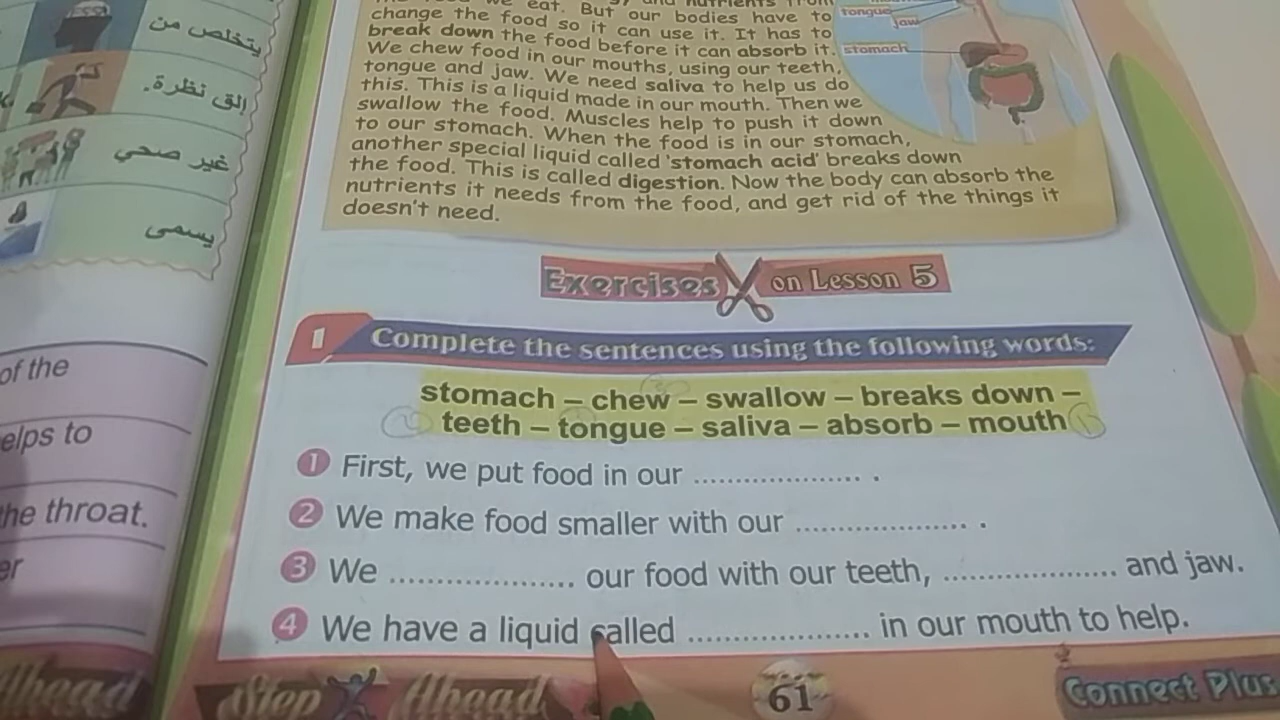 we eat. But our bodies have to
change the food so it can use it. It has to
break down the food before it can absorb it.
We chew food in our mouths, using our teeth,
tongue and jaw. We need saliva to help us do
this. This is a liquid made in our mouth. Then we
swallow the food. Muscles help to push it down
to our stomach. When the food is in our stomach,
another special liquid called 'stomach acid' breaks down
the food. This is called digestion. Now the body can absorb the
nutrients it needs from the food, and get rid of the things it
doesn't need.
tongue
jaw
stomach
يتخلص من
إلق نظرة.
غير صحي
يسمى
of the
elps to
the throat.
er
Exercises on Lesson 5
1 Complete the sentences using the following words:
stomach – chew – swallow – breaks down –
teeth – tongue – saliva – absorb – mouth
1 First, we put food in our .................... .
2 We make food smaller with our .................... .
3 We .................... our food with our teeth, .................... and jaw.
4 We have a liquid called .................... in our mouth to help.
Ahead
Step Ahead
61
Connect Plus